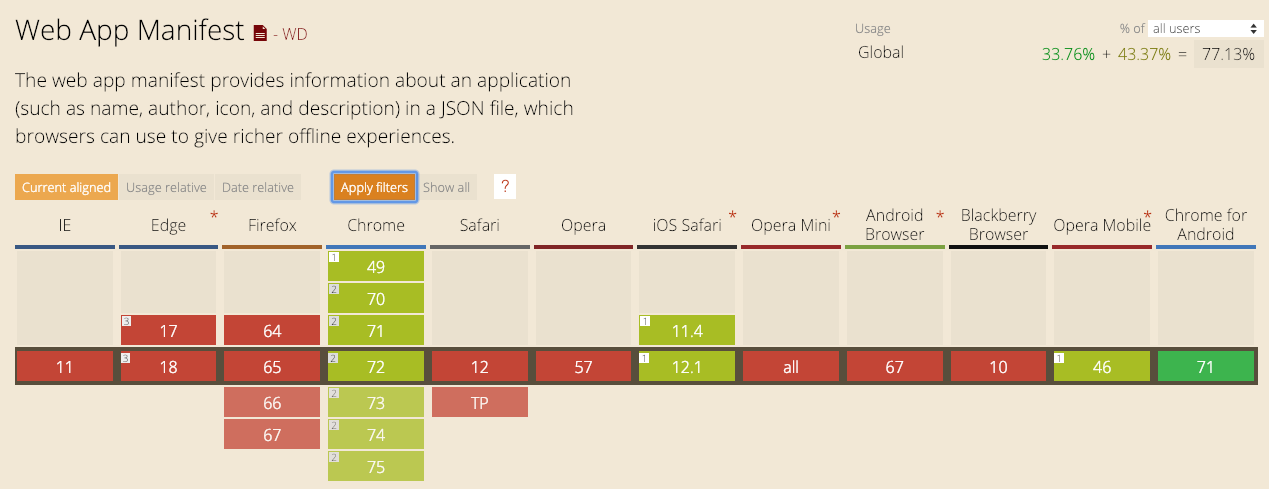 Web App Manifest - WD
Usage % of all users
Global 33.76% + 43.37% = 77.13%
The web app manifest provides information about an application
(such as name, author, icon, and description) in a JSON file, which
browsers can use to give richer offline experiences.
Current aligned Usage relative Date relative Apply filters Show all ?
IE Edge * Firefox Chrome Safari Opera iOS Safari * Opera Mini * Android Browser * Blackberry Browser Opera Mobile * Chrome for Android
1 49
2 70
3 17 64 2 71 1 11.4
11 3 18 65 2 72 12 57 1 12.1 all 67 10 1 46 71
66 2 73 TP
67 2 74
2 75